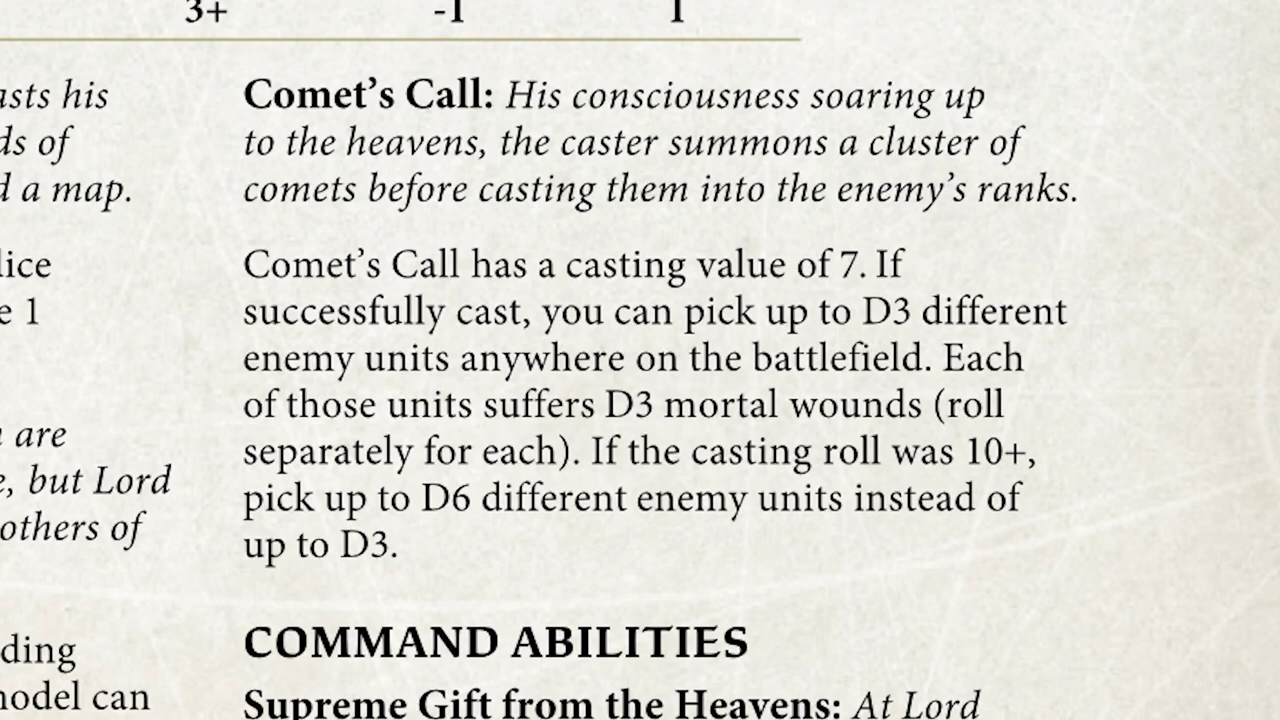 3+ -1 1
his
of
a map.
Comet's Call: His consciousness soaring up
to the heavens, the caster summons a cluster of
comets before casting them into the enemy's ranks.
Comet's Call has a casting value of 7. If
successfully cast, you can pick up to D3 different
enemy units anywhere on the battlefield. Each
of those units suffers D3 mortal wounds (roll
separately for each). If the casting roll was 10+,
pick up to D6 different enemy units instead of
up to D3.
COMMAND ABILITIES
Supreme Gift from the Heavens: At Lord
1
are
but Lord
others of
can